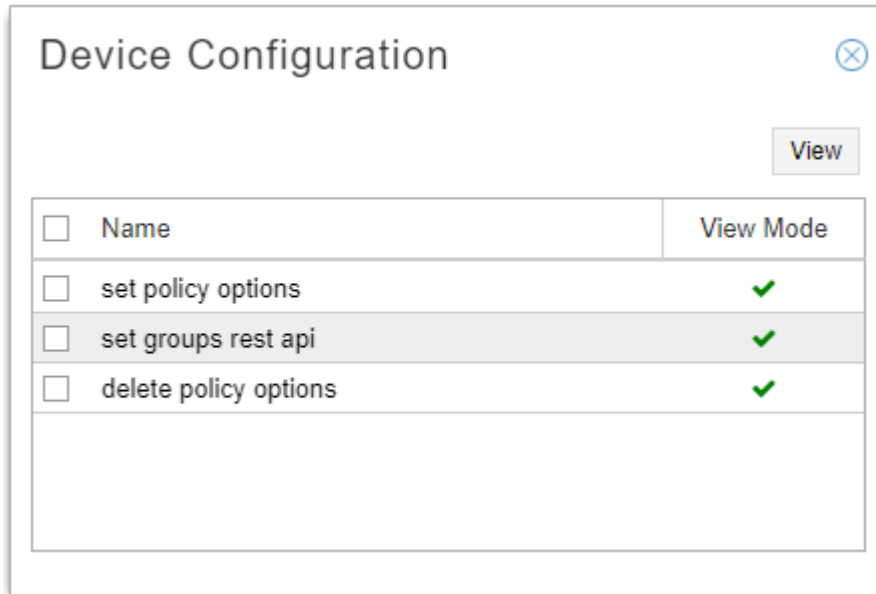 Device Configuration
View
Name View Mode
set policy options
set groups rest api
delete policy options